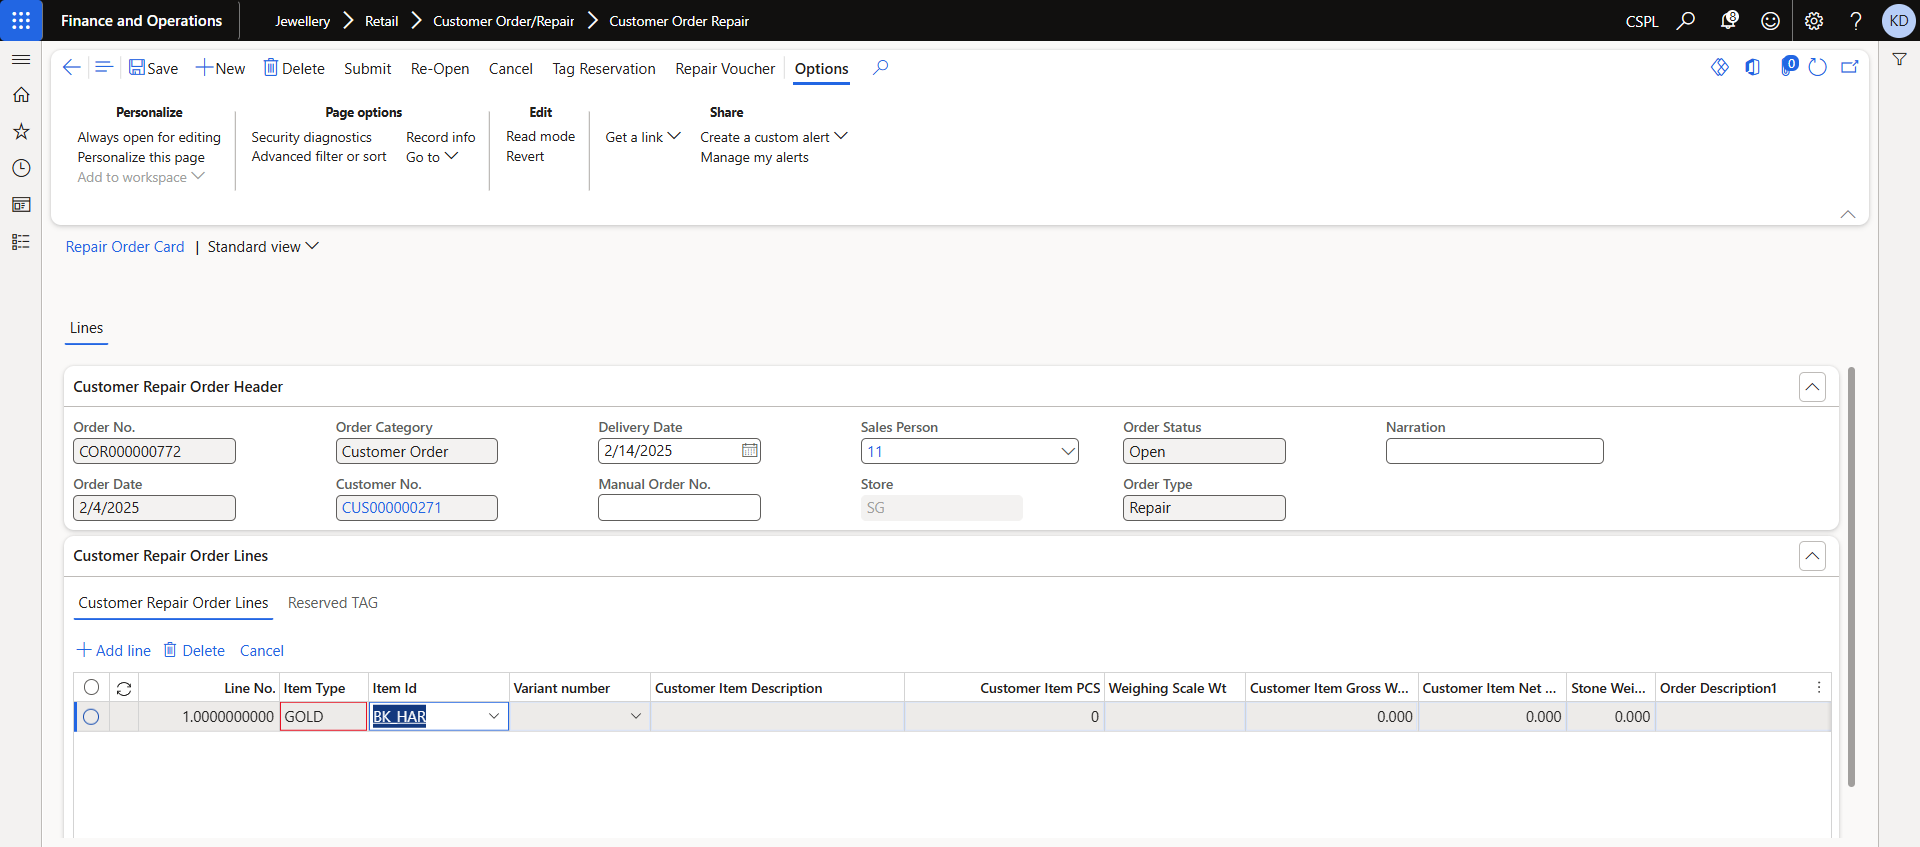 Finance and Operations
Jewellery > Retail > Customer Order/Repair > Customer Order Repair
CSPL
8
?
KD
Save New Delete Submit Re-Open Cancel Tag Reservation Repair Voucher Options
0
Personalize
Always open for editing
Personalize this page
Add to workspace
Page options
Security diagnostics
Advanced filter or sort
Record info
Go to
Edit
Read mode
Revert
Get a link
Share
Create a custom alert
Manage my alerts
Repair Order Card | Standard view
Lines
Customer Repair Order Header
Order No. Order Category Delivery Date Sales Person Order Status Narration
COR000000772 Customer Order 2/14/2025 11 Open
Order Date Customer No. Manual Order No. Store Order Type
2/4/2025 CUS000000271 SG Repair
Customer Repair Order Lines
Customer Repair Order Lines Reserved TAG
+ Add line Delete Cancel
Line No. Item Type Item Id Variant number Customer Item Description Customer Item PCS Weighing Scale Wt Customer Item Gross W... Customer Item Net ... Stone Wei... Order Description1
1.0000000000 GOLD BK_HAR 0 0.000 0.000 0.000